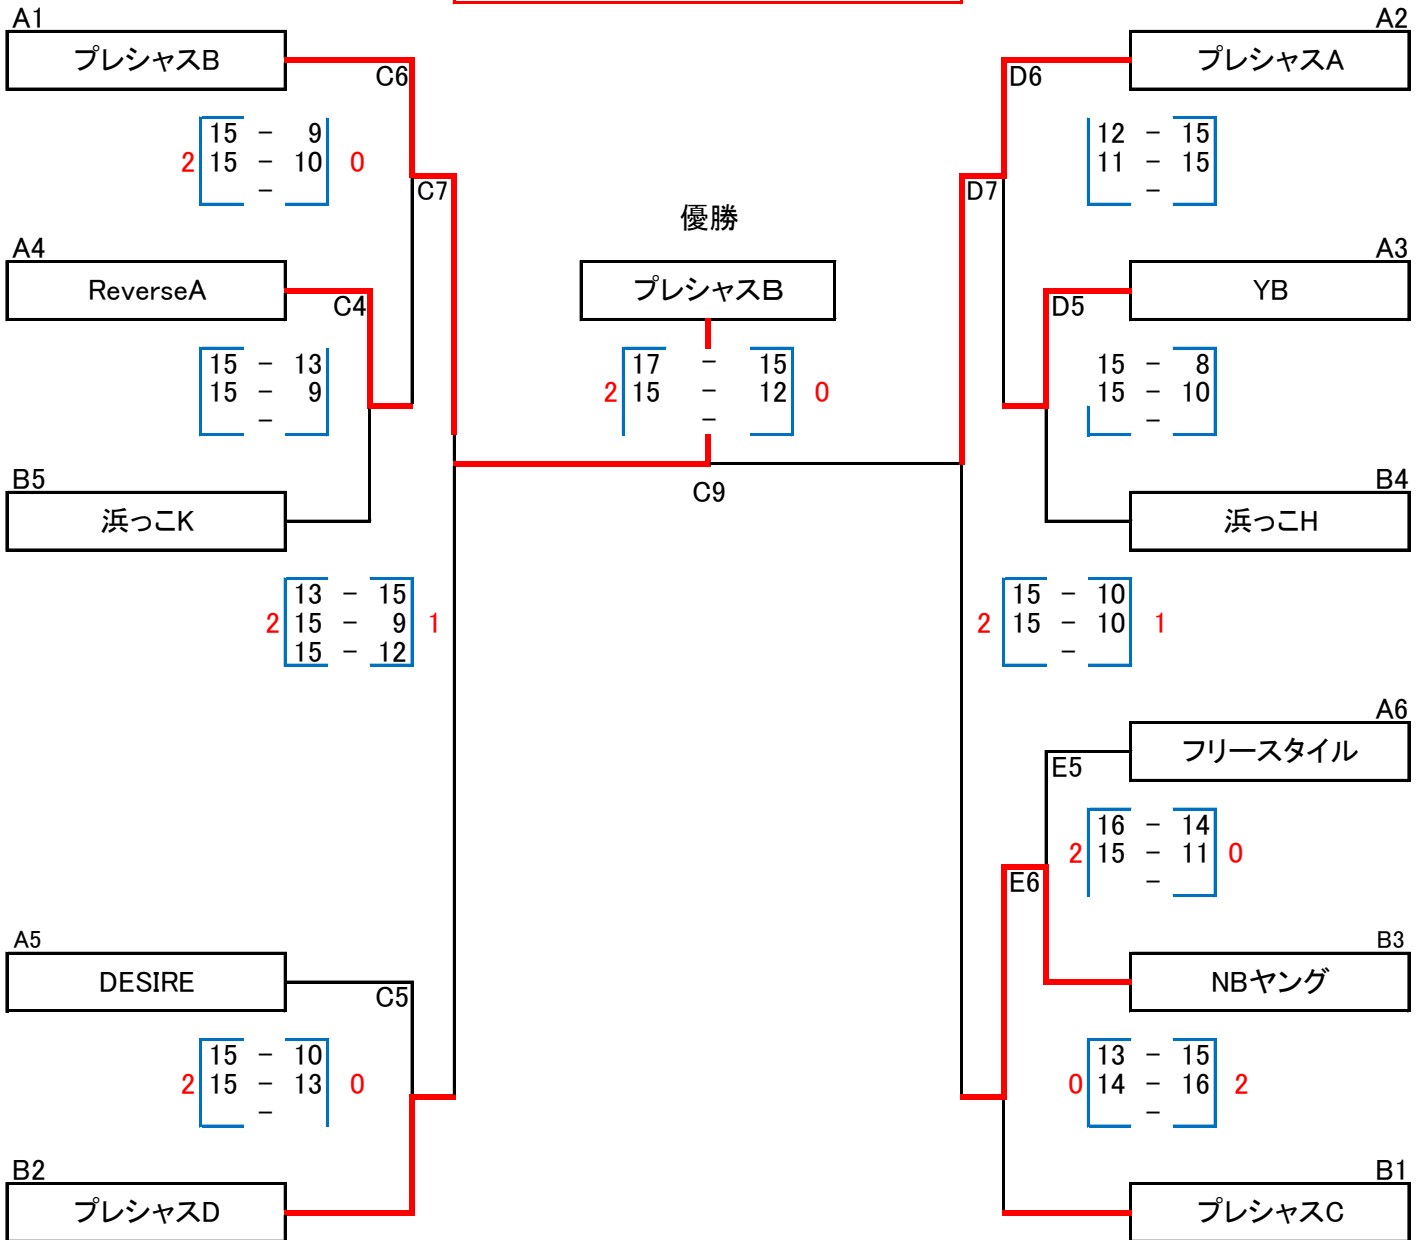 A1 A2
プレシャスB プレシャスA
C6 D6
15 - 9 12 - 15
2 15 - 10 0 11 - 15
- -
C7 D7
優勝
A4 A3
ReverseA プレシャスB YB
C4 D5
15 - 13 17 - 15 15 - 8
15 - 9 2 15 - 12 0 15 - 10
- - -
B5 B4
浜っこK C9 浜っこH
13 - 15 15 - 10
2 15 - 9 1 2 15 - 10 1
15 - 12 -
A6
フリースタイル
E5
16 - 14
2 15 - 11 0
-
E6
A5 B3
DESIRE NBヤング
C5
15 - 10 13 - 15
2 15 - 13 0 0 14 - 16 2
- -
B2 B1
プレシャスD プレシャスC